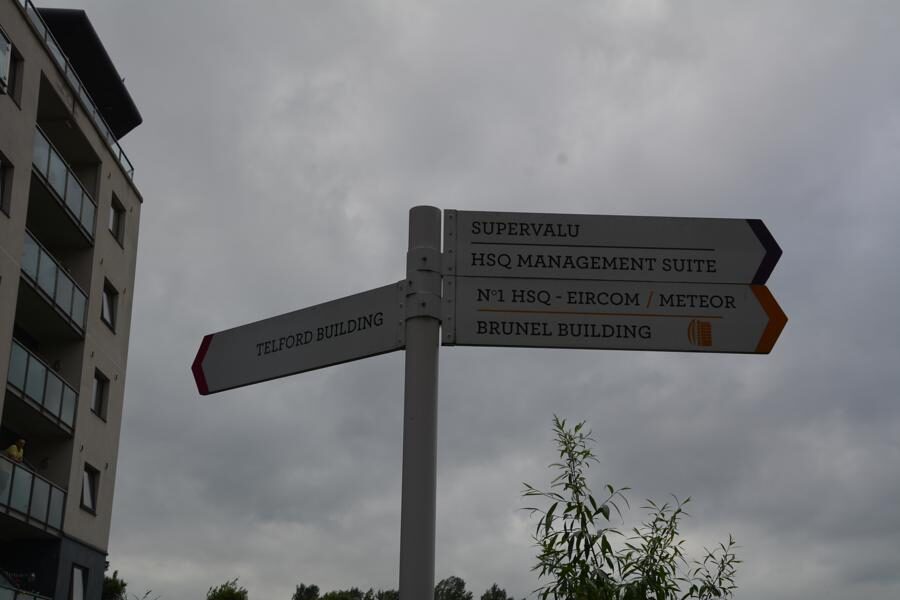 SUPERVALU
HSQ MANAGEMENT SUITE
Nº1 HSQ - EIRCOM / METEOR
BRUNEL BUILDING
TELFORD BUILDING